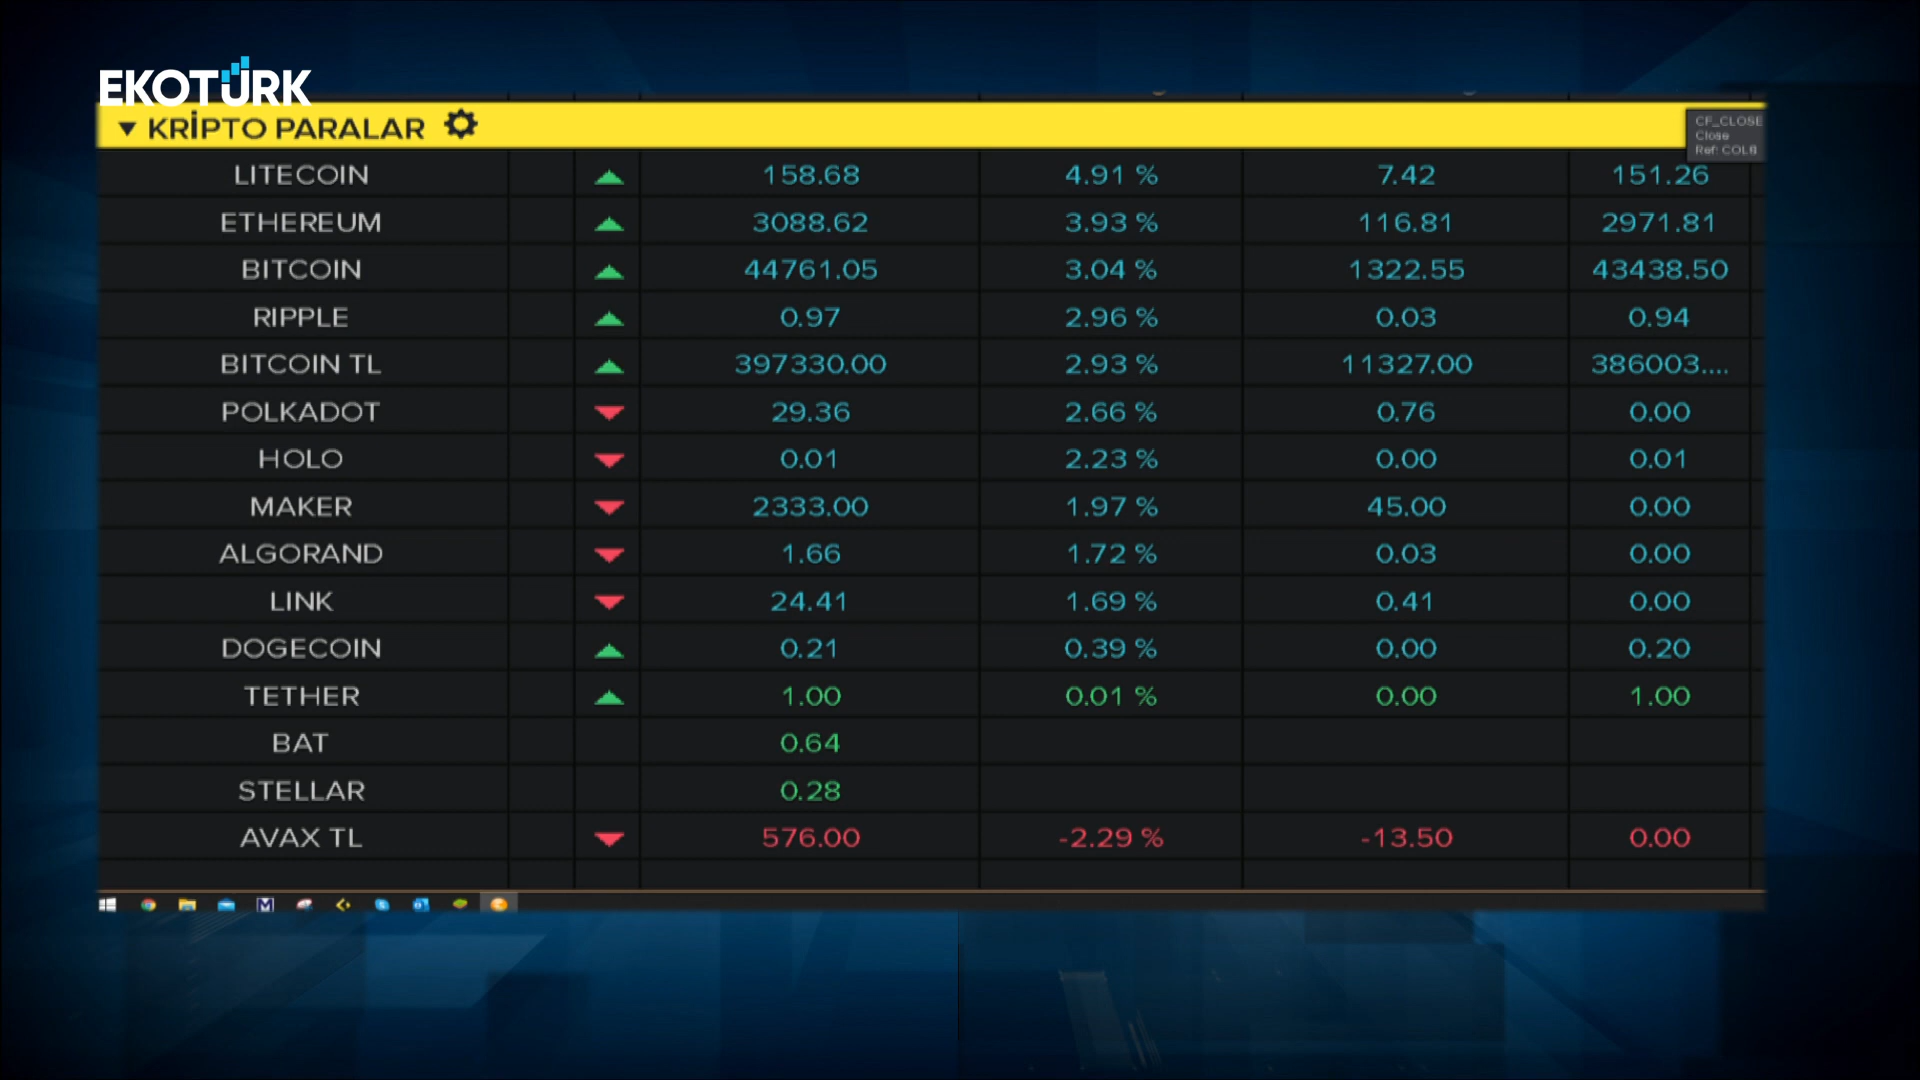 EKOTÜRK
KRİPTO PARALAR
CF_CLOSE
Close
Ref: COL8
LITECOIN 158.68 4.91 % 7.42 151.26
ETHEREUM 3088.62 3.93 % 116.81 2971.81
BITCOIN 44761.05 3.04 % 1322.55 43438.50
RIPPLE 0.97 2.96 % 0.03 0.94
BITCOIN TL 397330.00 2.93 % 11327.00 386003....
POLKADOT 29.36 2.66 % 0.76 0.00
HOLO 0.01 2.23 % 0.00 0.01
MAKER 2333.00 1.97 % 45.00 0.00
ALGORAND 1.66 1.72 % 0.03 0.00
LINK 24.41 1.69 % 0.41 0.00
DOGECOIN 0.21 0.39 % 0.00 0.20
TETHER 1.00 0.01 % 0.00 1.00
BAT 0.64
STELLAR 0.28
AVAX TL 576.00 -2.29 % -13.50 0.00